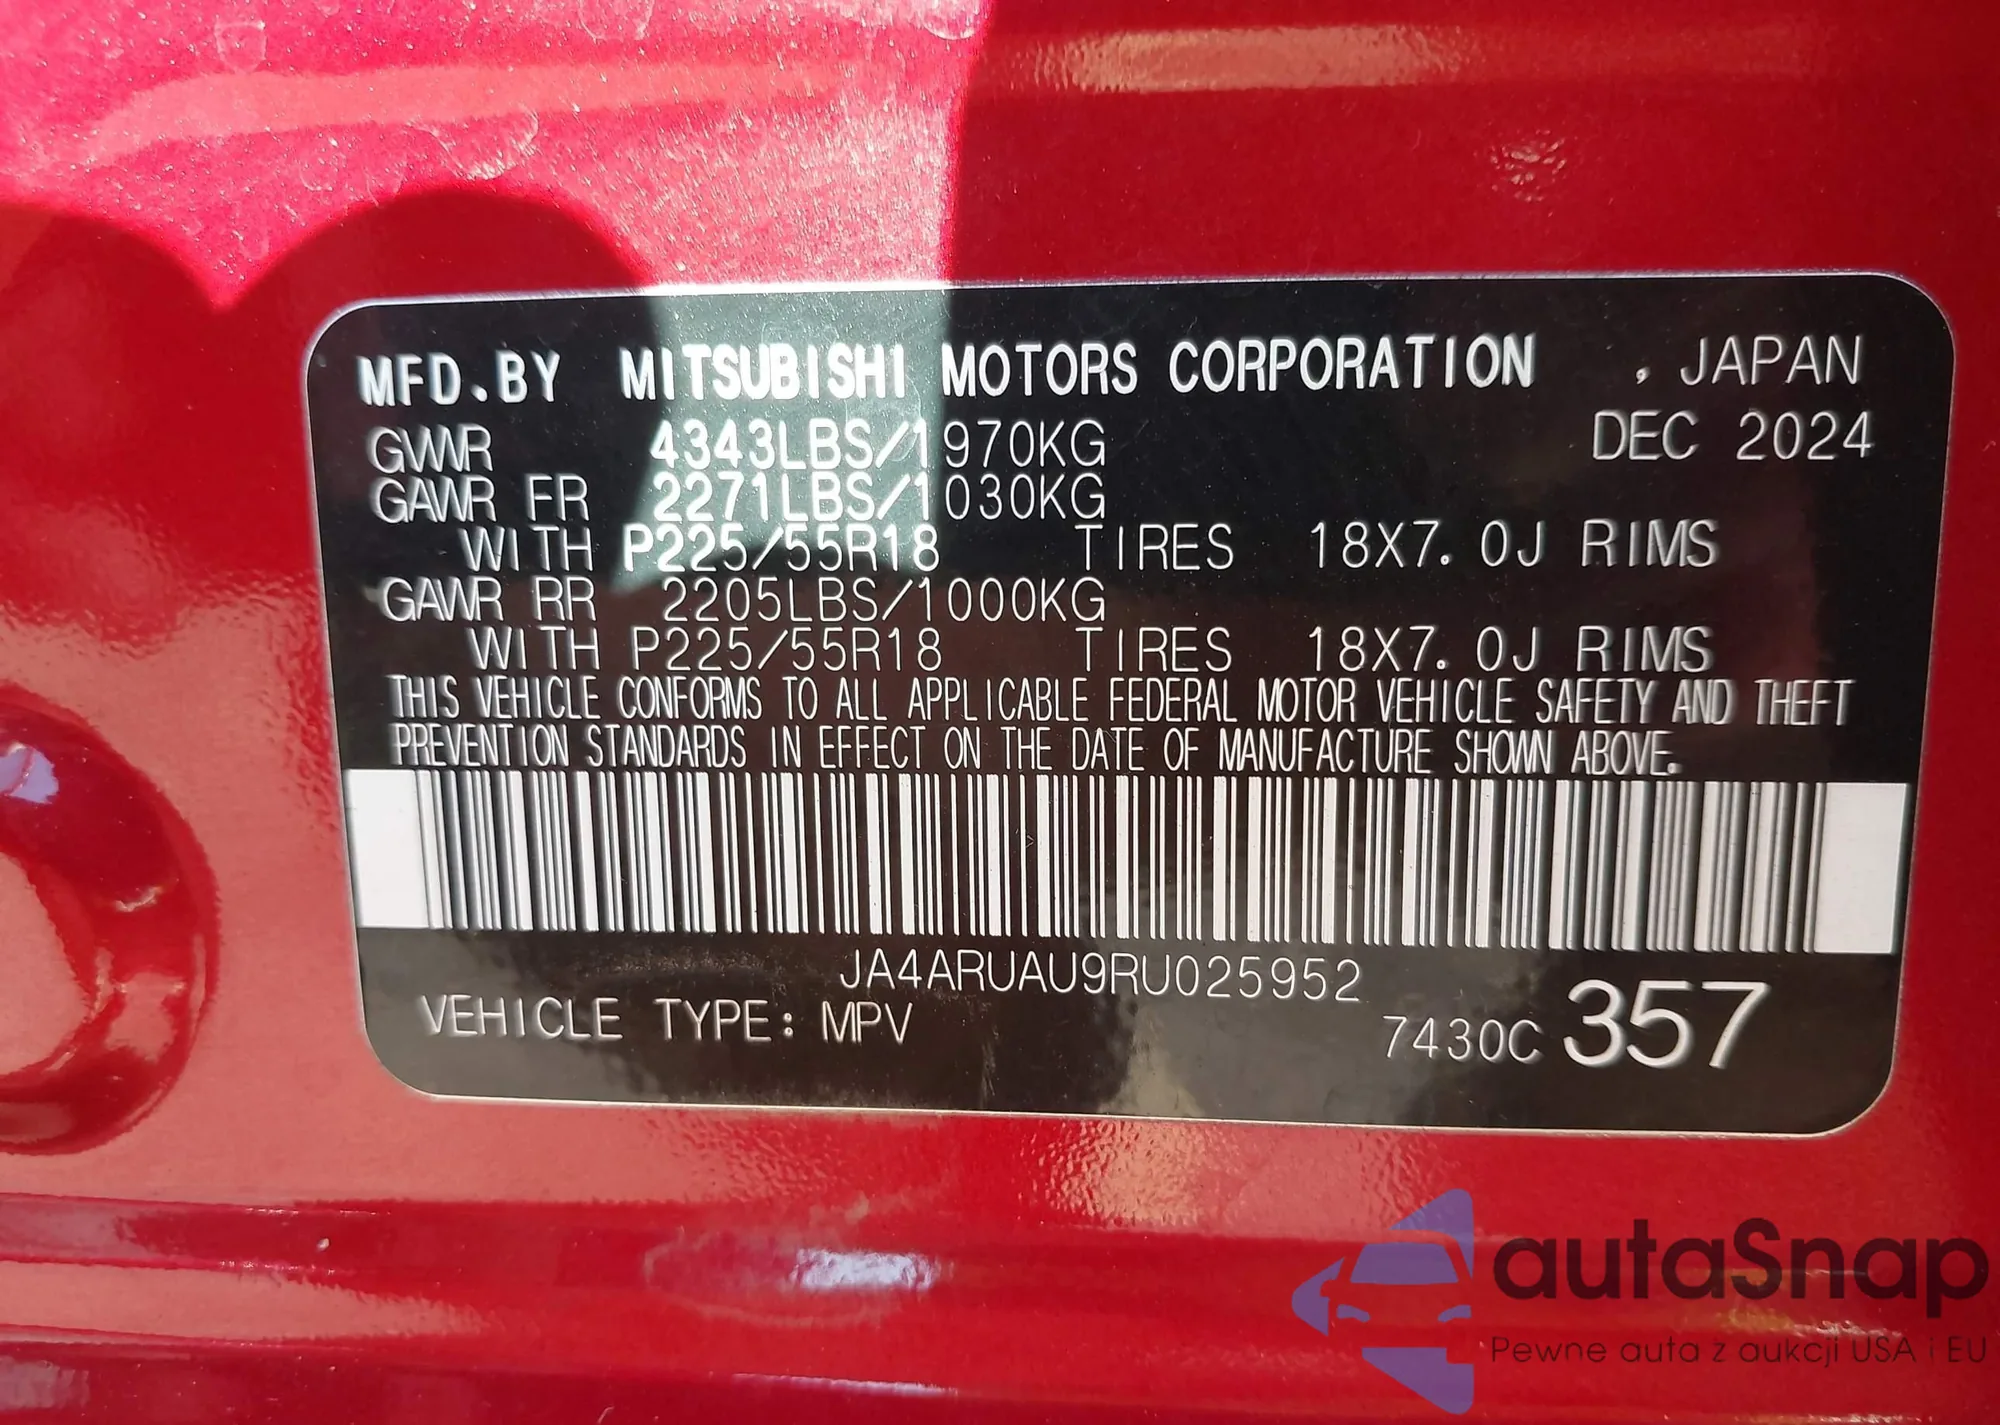 MFD.BY MITSUBISHI MOTORS CORPORATION , JAPAN
GVWR 4343LBS/1970KG DEC 2024
GAWR FR 2271LBS/1030KG
WITH P225/55R18 TIRES 18X7.0J RIMS
GAWR RR 2205LBS/1000KG
WITH P225/55R18 TIRES 18X7.0J RIMS
THIS VEHICLE CONFORMS TO ALL APPLICABLE FEDERAL MOTOR VEHICLE SAFETY AND THEFT
PREVENTION STANDARDS IN EFFECT ON THE DATE OF MANUFACTURE SHOWN ABOVE.
JA4ARUAU9RU025952
VEHICLE TYPE: MPV 7430C 357
autaSnap
Pewne auta z aukcji USA i EU